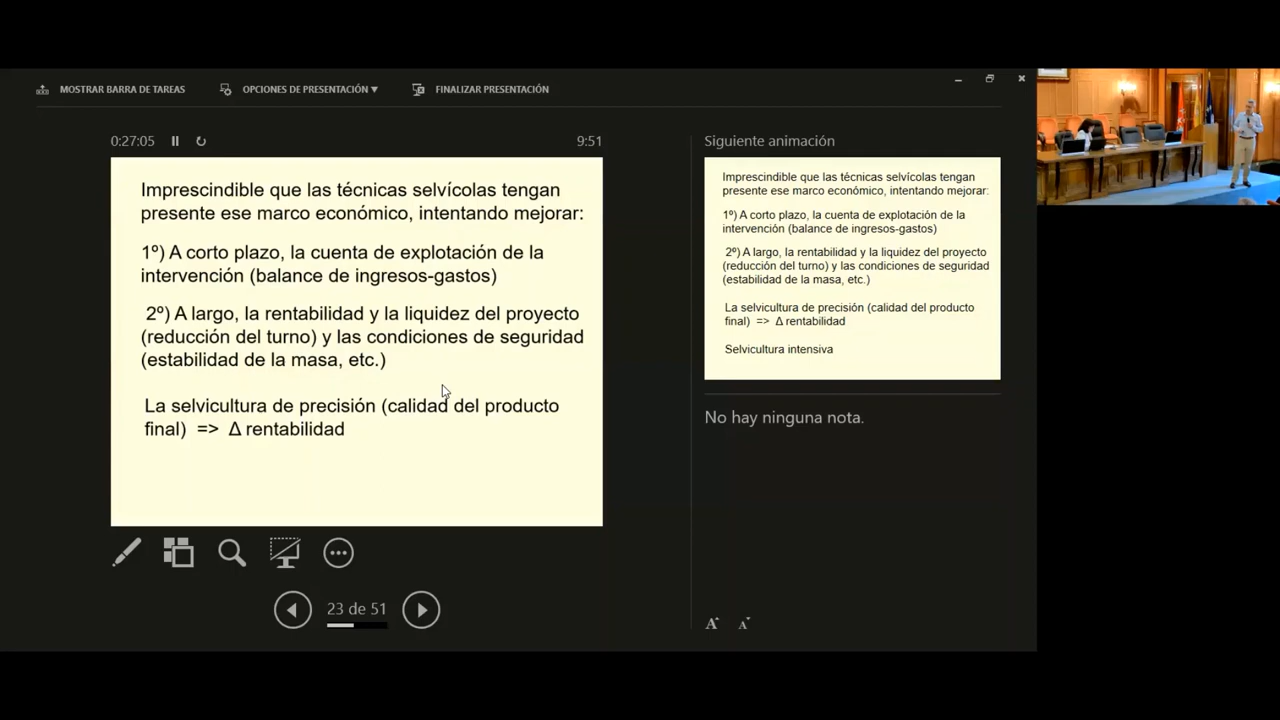 MOSTRAR BARRA DE TAREAS
OPCIONES DE PRESENTACIÓN ▼
FINALIZAR PRESENTACIÓN
0:27:05
9:51
Imprescindible que las técnicas selvícolas tengan
presente ese marco económico, intentando mejorar:
1º) A corto plazo, la cuenta de explotación de la
intervención (balance de ingresos-gastos)
2º) A largo, la rentabilidad y la liquidez del proyecto
(reducción del turno) y las condiciones de seguridad
(estabilidad de la masa, etc.)
La selvicultura de precisión (calidad del producto
final) => Δ rentabilidad
23 de 51
Siguiente animación
Imprescindible que las técnicas selvícolas tengan
presente ese marco económico, intentando mejorar:
1º) A corto plazo, la cuenta de explotación de la
intervención (balance de ingresos-gastos)
2º) A largo, la rentabilidad y la liquidez del proyecto
(reducción del turno) y las condiciones de seguridad
(estabilidad de la masa, etc.)
La selvicultura de precisión (calidad del producto
final) => Δ rentabilidad
Selvicultura intensiva
No hay ninguna nota.
A A